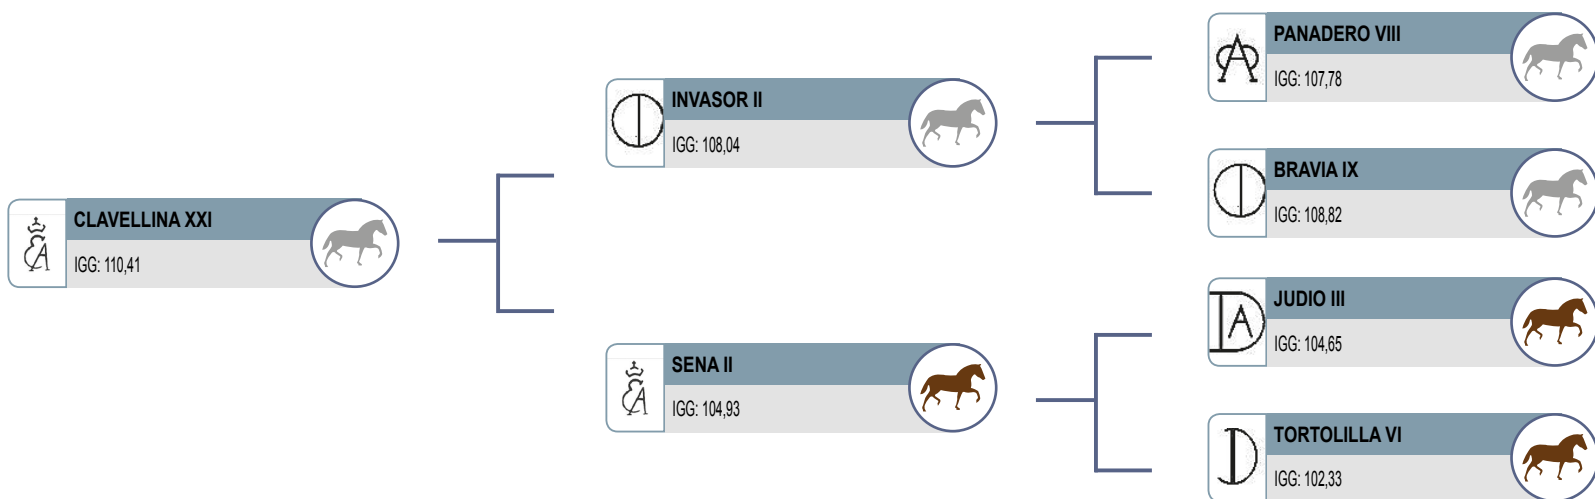 CLAVELLINA XXI
IGG: 110,41
INVASOR II
IGG: 108,04
SENA II
IGG: 104,93
PANADERO VIII
IGG: 107,78
BRAVIA IX
IGG: 108,82
JUDIO III
IGG: 104,65
TORTOLILLA VI
IGG: 102,33